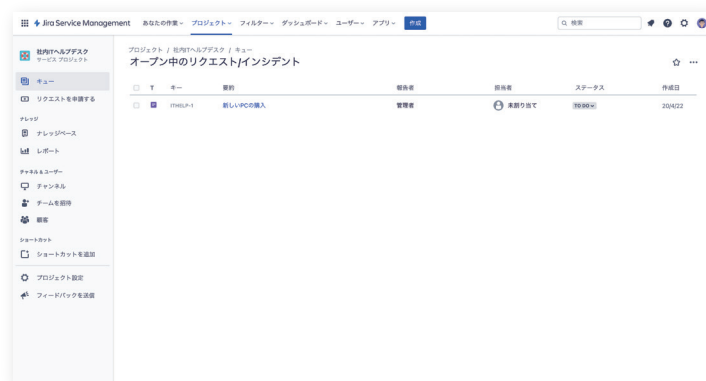 Jira Service Management あなたの作業 プロジェクト フィルター ダッシュボード ユーザー アプリ 作成 検索
社内ITヘルプデスク
サービス プロジェクト
キュー
リクエストを申請する
ナレッジ
ナレッジベース
レポート
チャネル & ユーザー
チャンネル
チームを招待
顧客
ショートカット
ショートカットを追加
プロジェクト設定
フィードバックを送信
プロジェクト / 社内ITヘルプデスク / キュー
オープン中のリクエスト/インシデント
T キー 要約 報告者 担当者 ステータス 作成日
ITHELP-1 新しいPCの購入 管理者 未割り当て TO DO 20/4/22